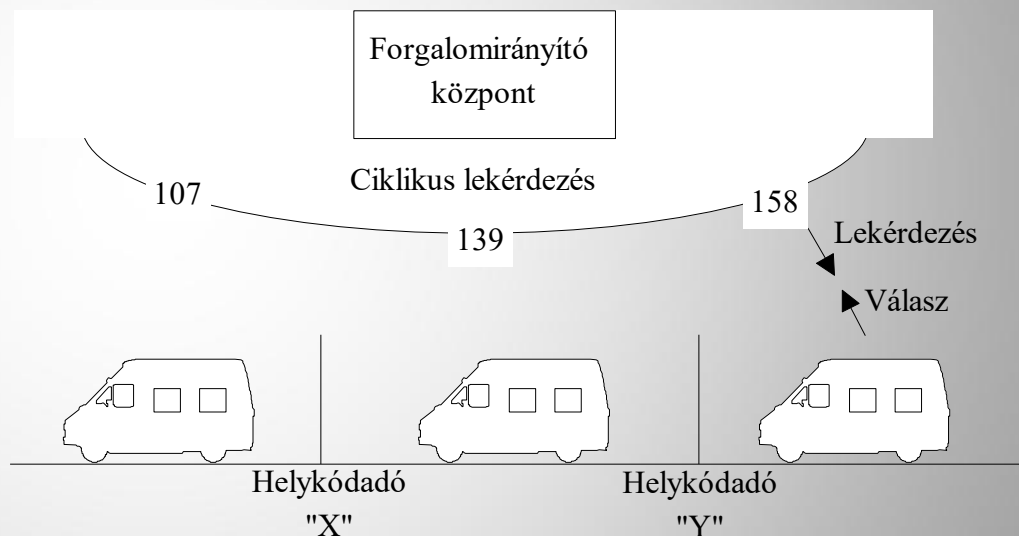 Forgalomirányító
központ
Ciklikus lekérdezés
107
139
158
Lekérdezés
Válasz
Helykódadó
"X"
Helykódadó
"Y"